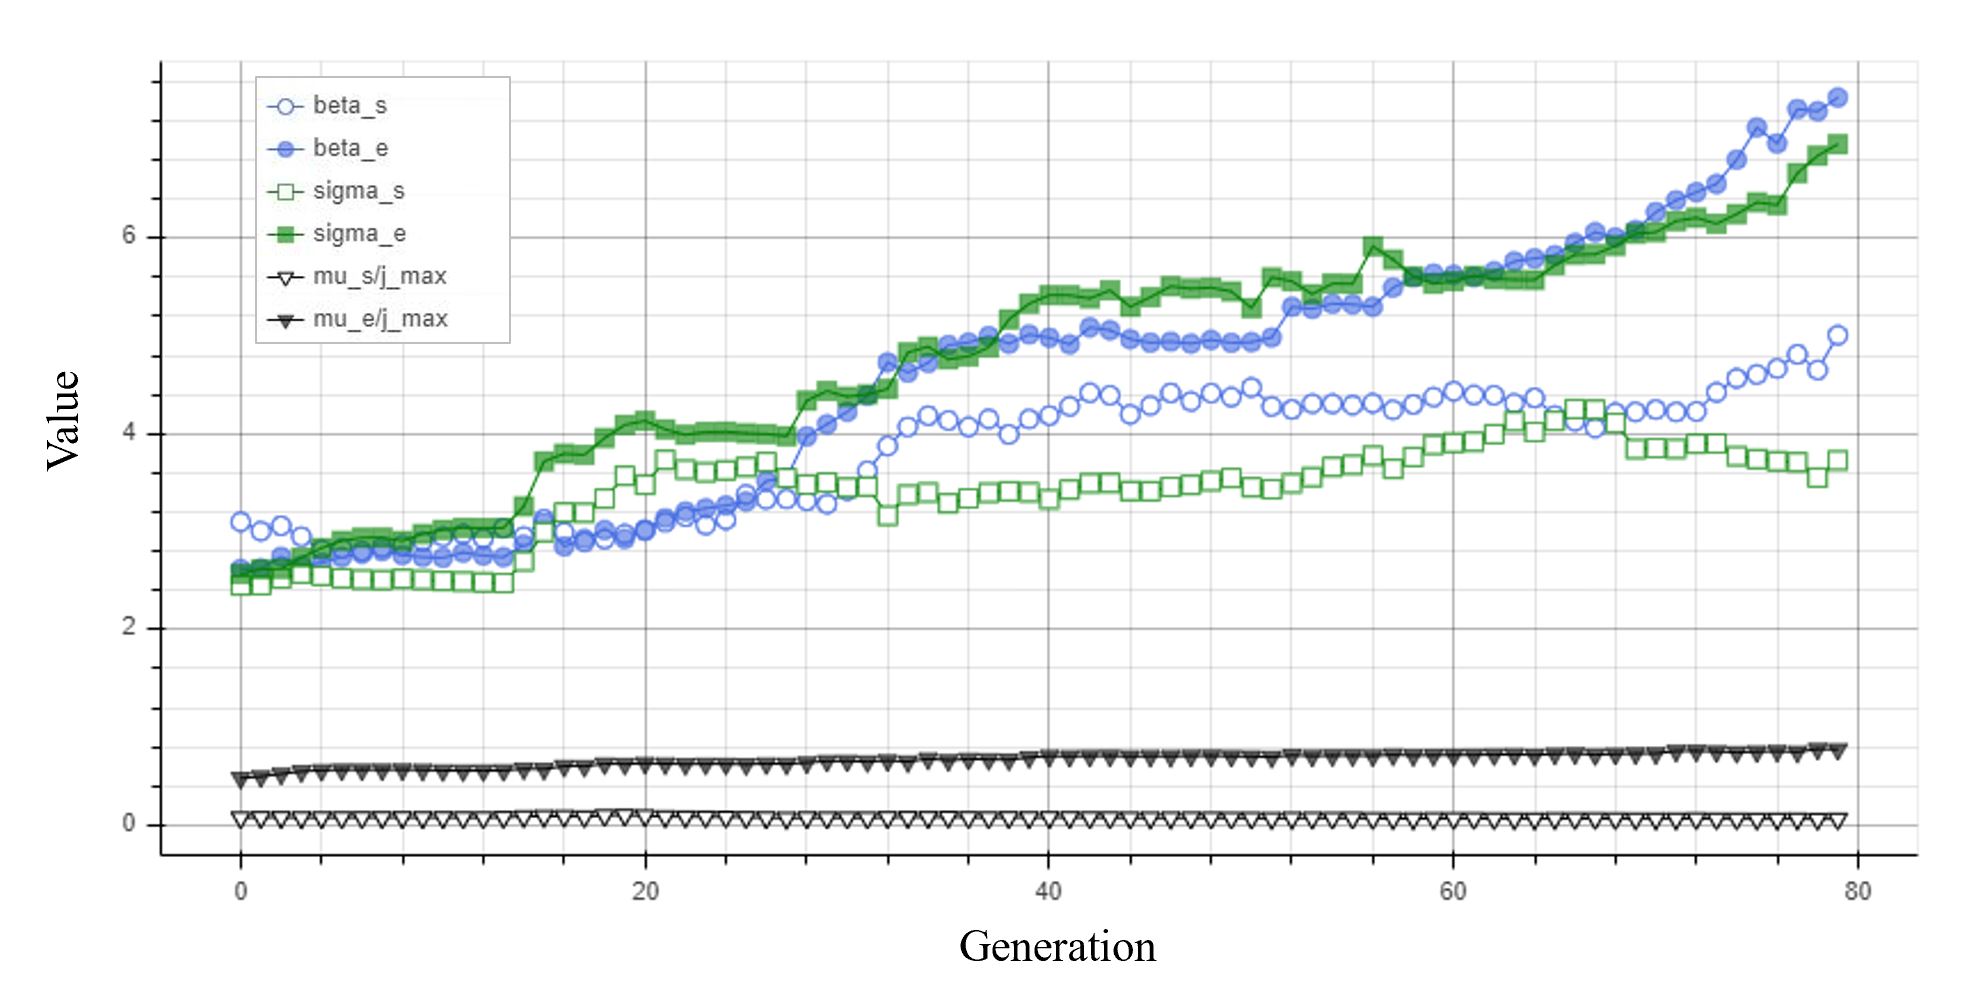 beta_s
beta_e
sigma_s
sigma_e
mu_s/j_max
mu_e/j_max
6
4
2
0
Value
0 20 40 60 80
Generation